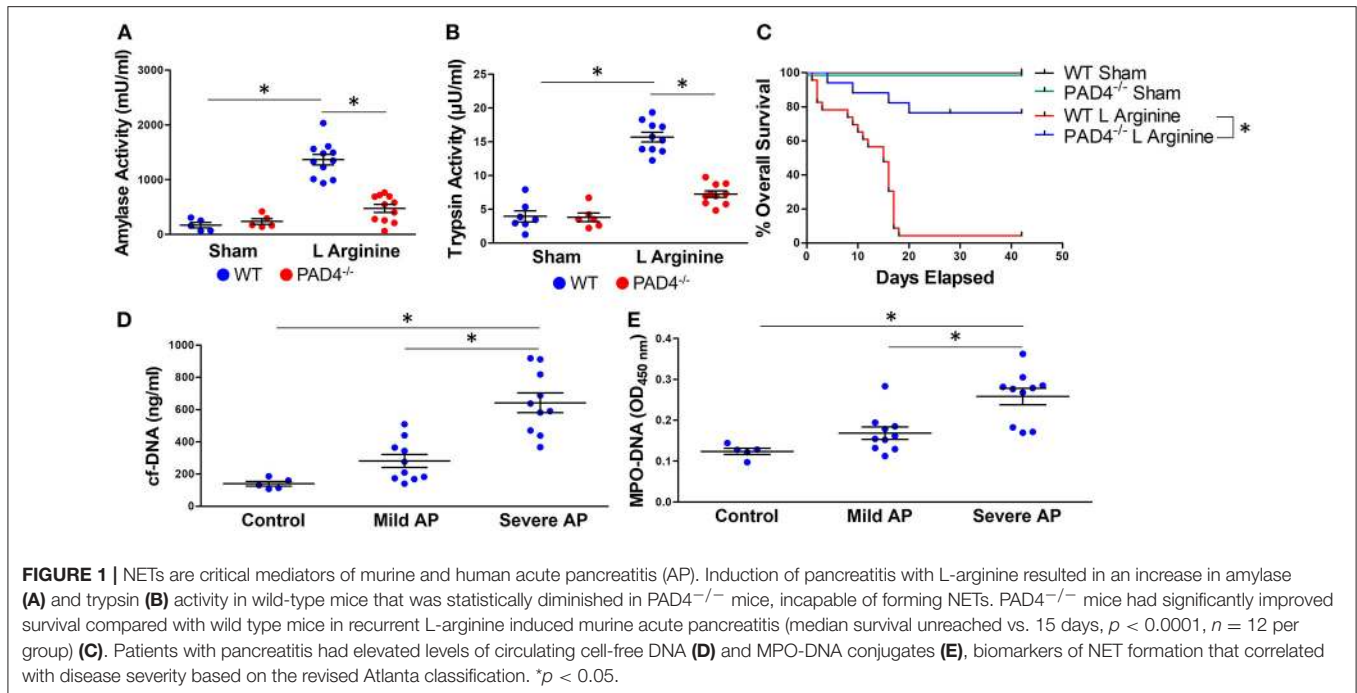 A
Amylase Activity (mU/ml)
3000
2000
1000
0
*
*
Sham
L Arginine
WT
PAD4-/-
B
Trypsin Activity (µU/ml)
25
20
15
10
5
0
*
*
Sham
L Arginine
WT
PAD4-/-
C
% Overall Survival
100
80
60
40
20
0
0
10
20
30
40
50
Days Elapsed
WT Sham
PAD4-/- Sham
WT L Arginine
PAD4-/- L Arginine
*
D
cf-DNA (ng/ml)
1000
800
600
400
200
0
*
*
Control
Mild AP
Severe AP
E
MPO-DNA (OD450 nm)
0.4
0.3
0.2
0.1
0.0
*
*
Control
Mild AP
Severe AP
FIGURE 1 | NETs are critical mediators of murine and human acute pancreatitis (AP). Induction of pancreatitis with L-arginine resulted in an increase in amylase
(A) and trypsin (B) activity in wild-type mice that was statistically diminished in PAD4−/− mice, incapable of forming NETs. PAD4−/− mice had significantly improved
survival compared with wild type mice in recurrent L-arginine induced murine acute pancreatitis (median survival unreached vs. 15 days, p < 0.0001, n = 12 per
group) (C). Patients with pancreatitis had elevated levels of circulating cell-free DNA (D) and MPO-DNA conjugates (E), biomarkers of NET formation that correlated
with disease severity based on the revised Atlanta classification. *p < 0.05.